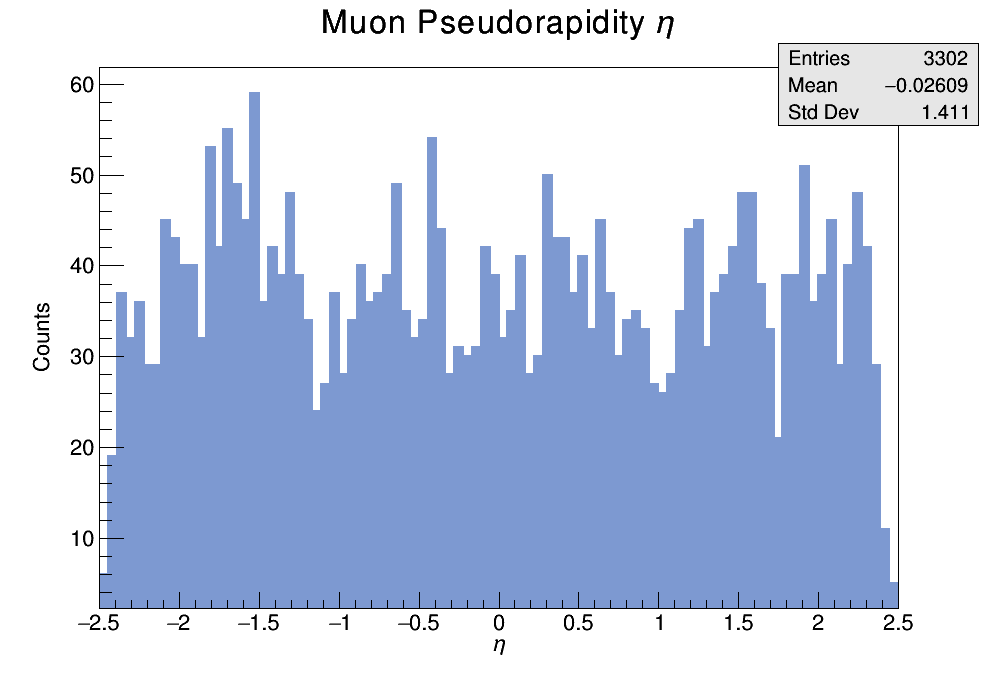 Muon Pseudorapidity η
Entries 3302
Mean −0.02609
Std Dev 1.411
Counts
60
50
40
30
20
10
−2.5 −2 −1.5 −1 −0.5 0 0.5 1 1.5 2 2.5
η